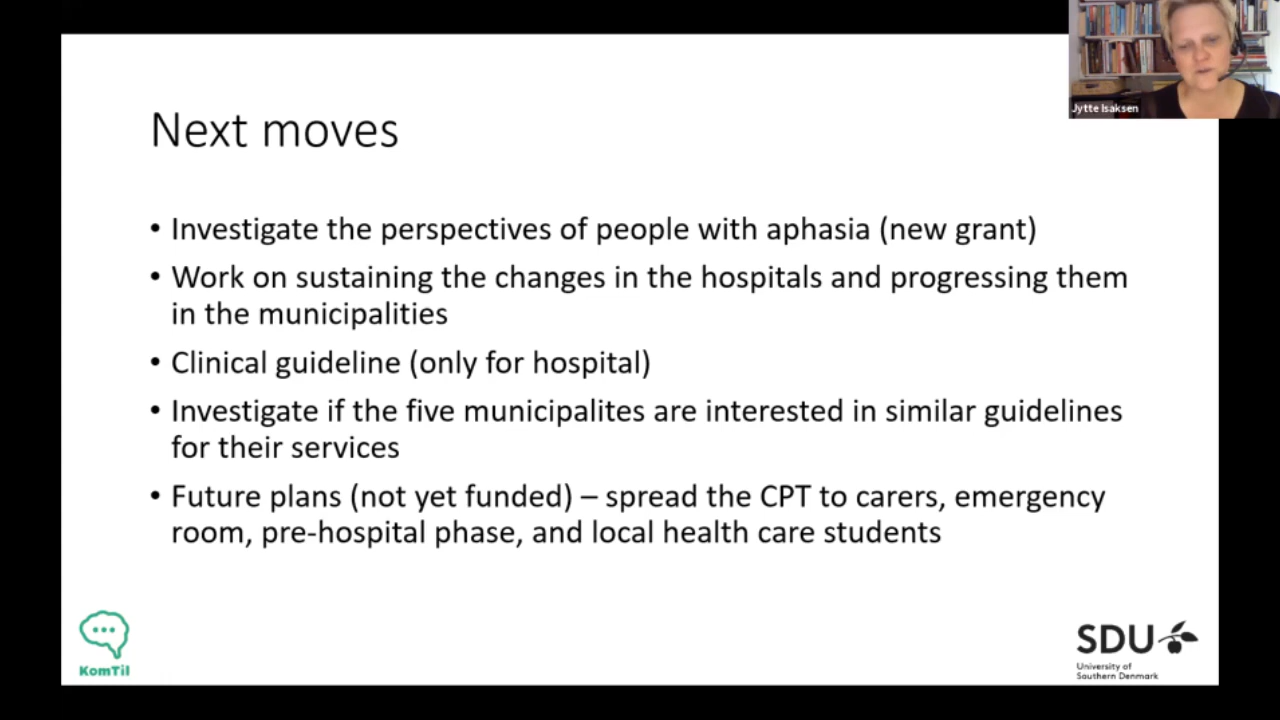 Jytte Isaksen
Next moves
• Investigate the perspectives of people with aphasia (new grant)
• Work on sustaining the changes in the hospitals and progressing them
in the municipalities
• Clinical guideline (only for hospital)
• Investigate if the five municipalites are interested in similar guidelines
for their services
• Future plans (not yet funded) – spread the CPT to carers, emergency
room, pre-hospital phase, and local health care students
KomTil
SDU
University of
Southern Denmark